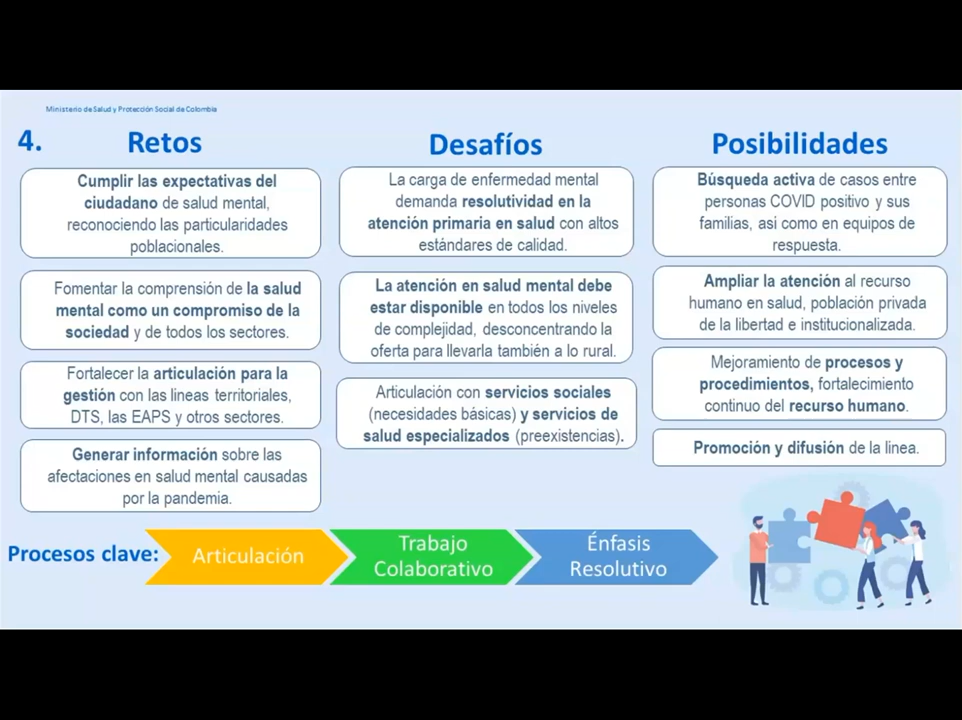 Ministerio de Salud y Protección Social de Colombia
4.
Retos
Cumplir las expectativas del
ciudadano de salud mental,
reconociendo las particularidades
poblacionales.
Fomentar la comprensión de la salud
mental como un compromiso de la
sociedad y de todos los sectores.
Fortalecer la articulación para la
gestión con las lineas territoriales,
DTS, las EAPS y otros sectores.
Generar información sobre las
afectaciones en salud mental causadas
por la pandemia.
Desafíos
La carga de enfermedad mental
demanda resolutividad en la
atención primaria en salud con altos
estándares de calidad.
La atención en salud mental debe
estar disponible en todos los niveles
de complejidad, desconcentrando la
oferta para llevarla también a lo rural.
Articulación con servicios sociales
(necesidades básicas) y servicios de
salud especializados (preexistencias).
Posibilidades
Búsqueda activa de casos entre
personas COVID positivo y sus
familias, asi como en equipos de
respuesta.
Ampliar la atención al recurso
humano en salud, población privada
de la libertad e institucionalizada.
Mejoramiento de procesos y
procedimientos, fortalecimiento
continuo del recurso humano.
Promoción y difusión de la linea.
Procesos clave:
Articulación
Trabajo
Colaborativo
Énfasis
Resolutivo